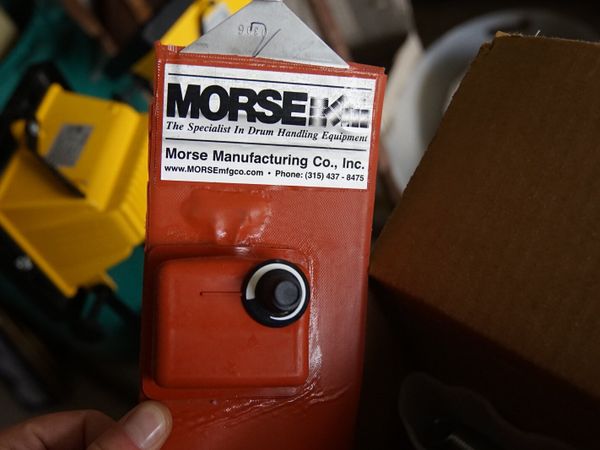 MORSE
The Specialist In Drum Handling Equipment
Morse Manufacturing Co., Inc.
www.MORSEmfgco.com • Phone: (315) 437 - 8475